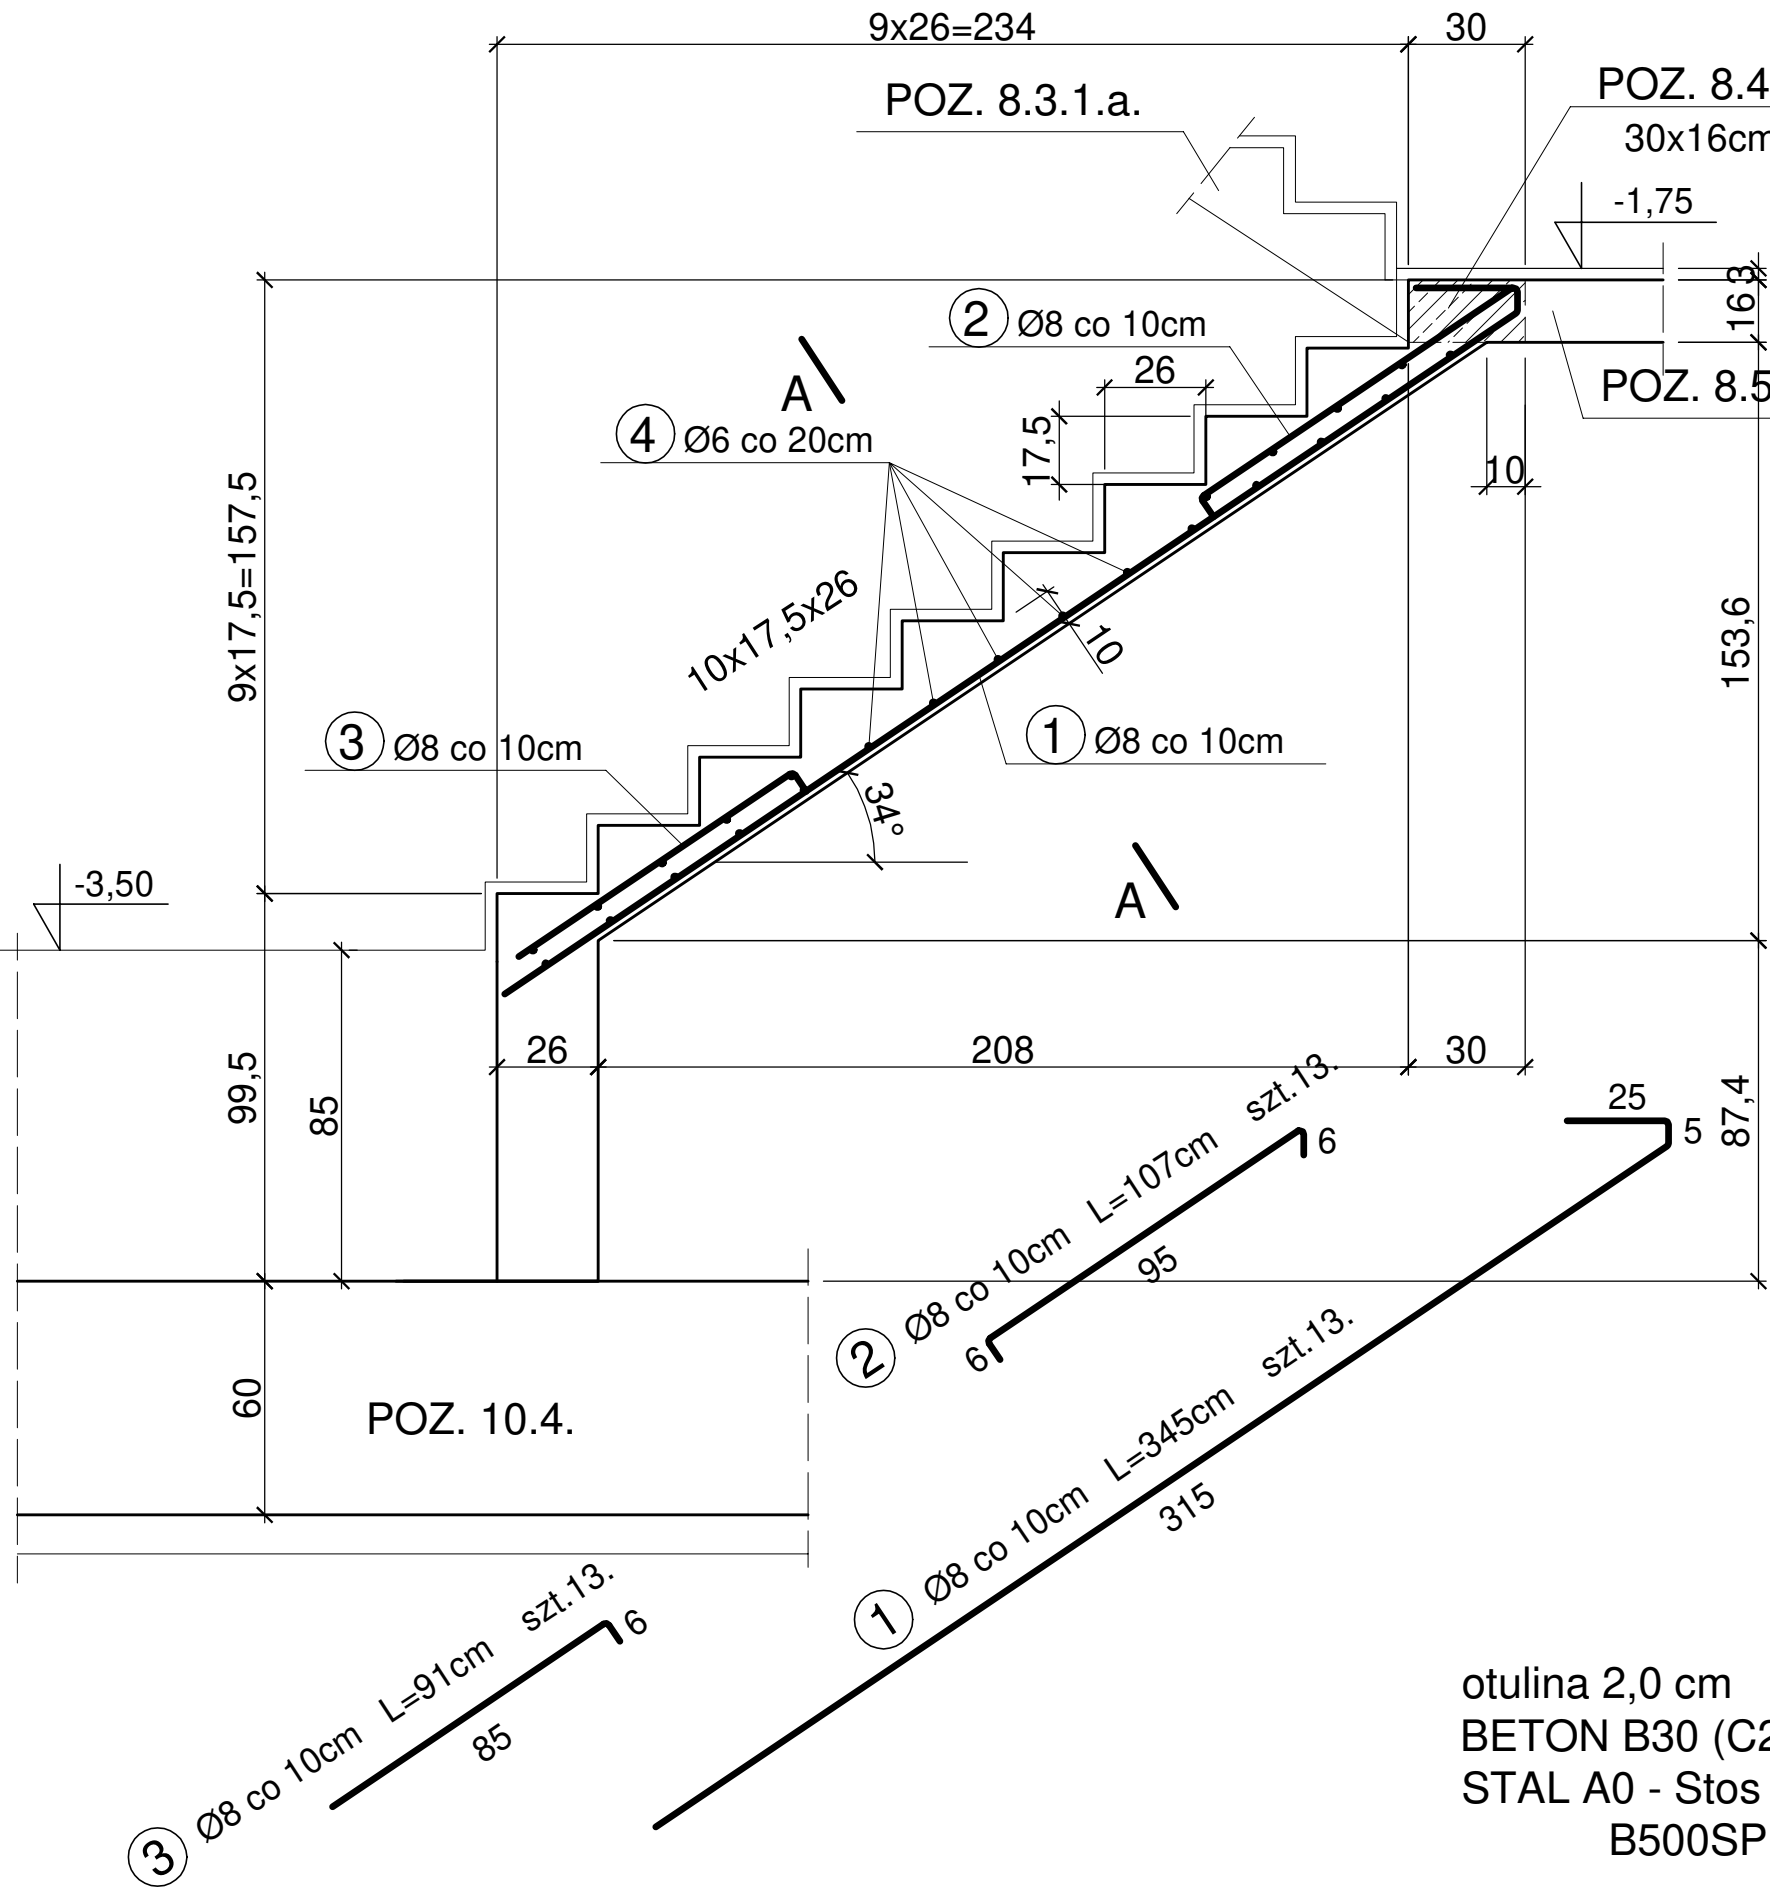 9x26=234
30
POZ. 8.3.1.a.
POZ. 8.4
30x16cm
-1,75
3
16
2 Ø8 co 10cm
26
A
POZ. 8.5
4 Ø6 co 20cm
17,5
10
9x17,5=157,5
10x17,5x26
10
153,6
3 Ø8 co 10cm
1 Ø8 co 10cm
34°
-3,50
A
26
208
30
99,5
85
87,4
25
5
2 Ø8 co 10cm L=107cm szt.13.
6
95
6
60
POZ. 10.4.
1 Ø8 co 10cm L=345cm szt.13.
315
3 Ø8 co 10cm L=91cm szt.13.
6
85
otulina 2,0 cm
BETON B30 (C2
STAL A0 - Stos
B500SP